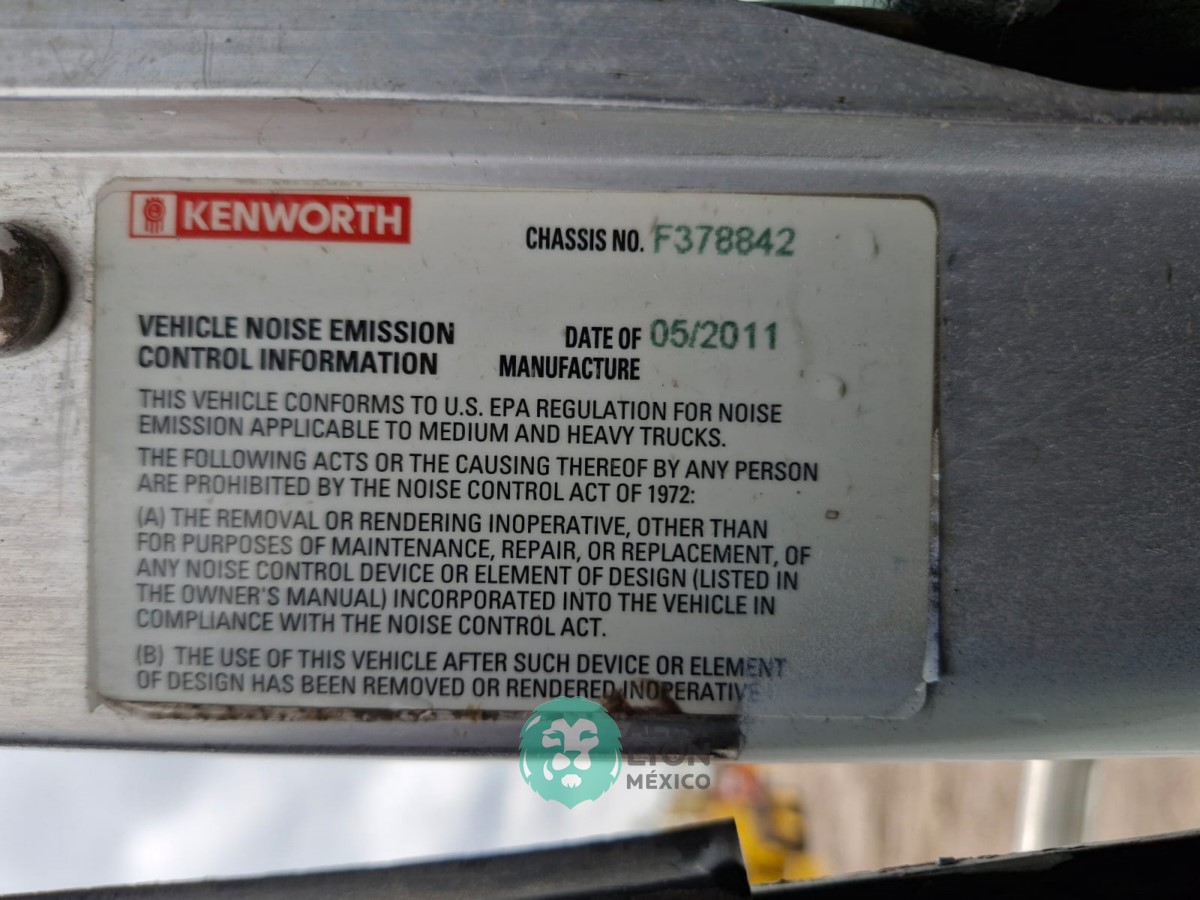 KENWORTH
CHASSIS NO. F378842
VEHICLE NOISE EMISSION
CONTROL INFORMATION
DATE OF 05/2011
MANUFACTURE
THIS VEHICLE CONFORMS TO U.S. EPA REGULATION FOR NOISE
EMISSION APPLICABLE TO MEDIUM AND HEAVY TRUCKS.
THE FOLLOWING ACTS OR THE CAUSING THEREOF BY ANY PERSON
ARE PROHIBITED BY THE NOISE CONTROL ACT OF 1972:
(A) THE REMOVAL OR RENDERING INOPERATIVE, OTHER THAN
FOR PURPOSES OF MAINTENANCE, REPAIR, OR REPLACEMENT, OF
ANY NOISE CONTROL DEVICE OR ELEMENT OF DESIGN (LISTED IN
THE OWNER'S MANUAL) INCORPORATED INTO THE VEHICLE IN
COMPLIANCE WITH THE NOISE CONTROL ACT.
(B) THE USE OF THIS VEHICLE AFTER SUCH DEVICE OR ELEMENT
OF DESIGN HAS BEEN REMOVED OR RENDERED INOPERATIVE
LION
MÉXICO